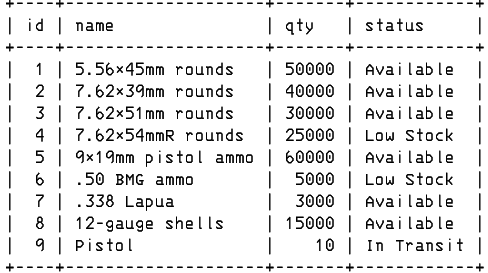 +----+--------------------+-------+------------+
| id | name               | qty   | status     |
+----+--------------------+-------+------------+
|  1 | 5.56×45mm rounds   | 50000 | Available  |
|  2 | 7.62×39mm rounds   | 40000 | Available  |
|  3 | 7.62×51mm rounds   | 30000 | Available  |
|  4 | 7.62×54mmR rounds  | 25000 | Low Stock  |
|  5 | 9×19mm pistol ammo | 60000 | Available  |
|  6 | .50 BMG ammo       |  5000 | Low Stock  |
|  7 | .338 Lapua         |  3000 | Available  |
|  8 | 12-gauge shells    | 15000 | Available  |
|  9 | Pistol             |    10 | In Transit |
+----+--------------------+-------+------------+